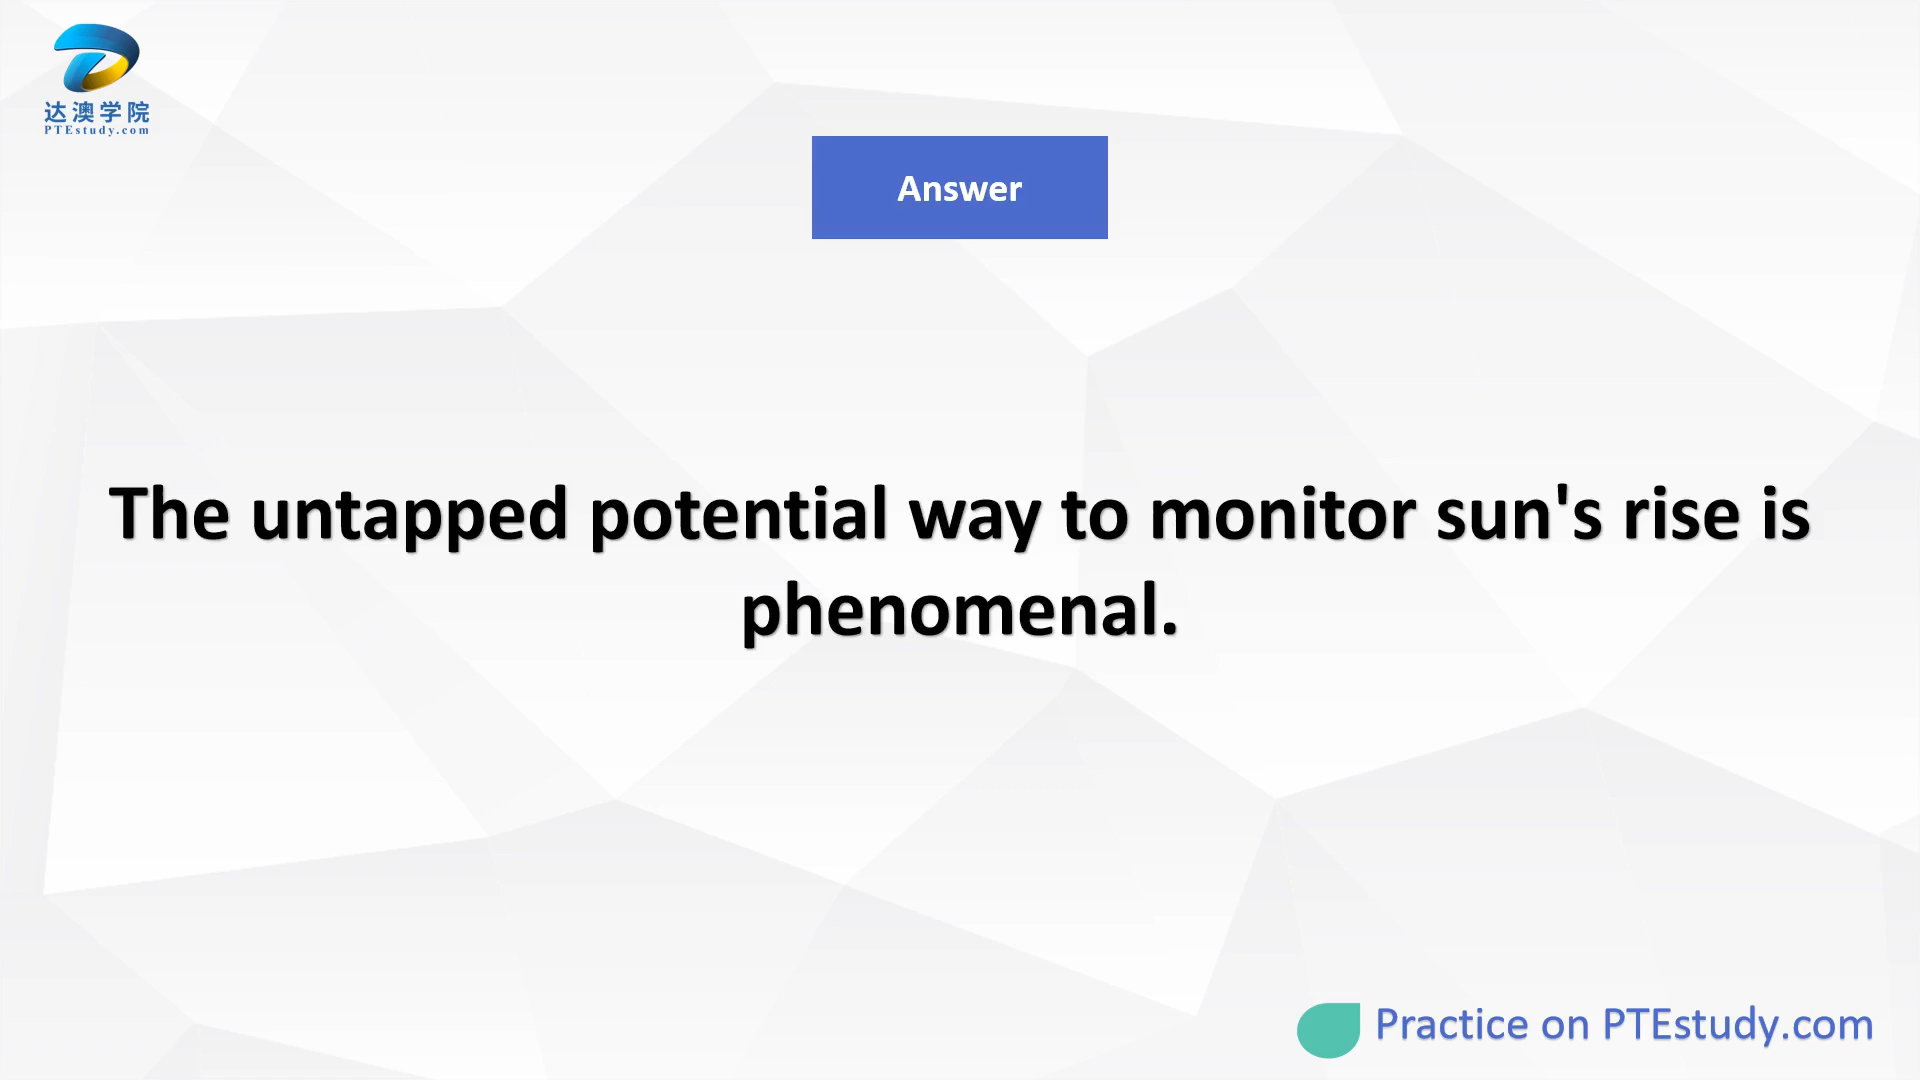 达澳学院
PTEstudy.com
Answer
The untapped potential way to monitor sun's rise is
phenomenal.
Practice on PTEstudy.com